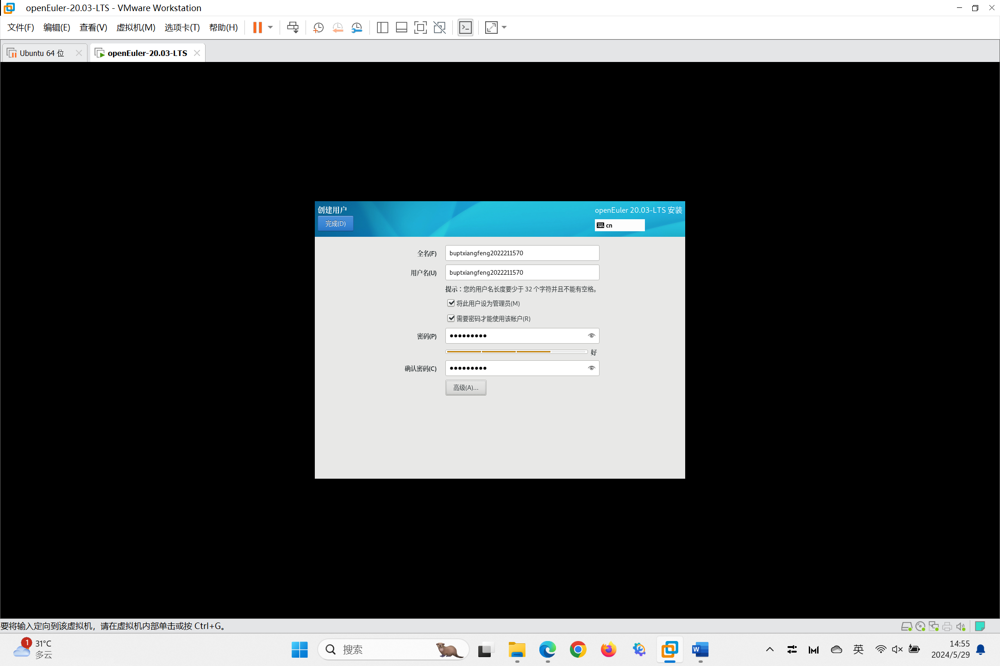 openEuler-20.03-LTS - VMware Workstation
文件(F) 编辑(E) 查看(V) 虚拟机(M) 选项卡(T) 帮助(H)
Ubuntu 64 位
openEuler-20.03-LTS
创建用户
openEuler 20.03-LTS 安装
完成(D)
cn
全名(F)
buptxiangfeng2022211570
用户名(U)
buptxiangfeng2022211570
提示：您的用户名长度要少于 32 个字符并且不能有空格。
将此用户设为管理员(M)
需要密码才能使用该帐户(R)
密码(P)
●●●●●●●●●
好
确认密码(C)
●●●●●●●●●
高级(A)...
要将输入定向到该虚拟机，请在虚拟机内部单击或按 Ctrl+G。
1
31°C
多云
搜索
W
英
14:55
2024/5/29